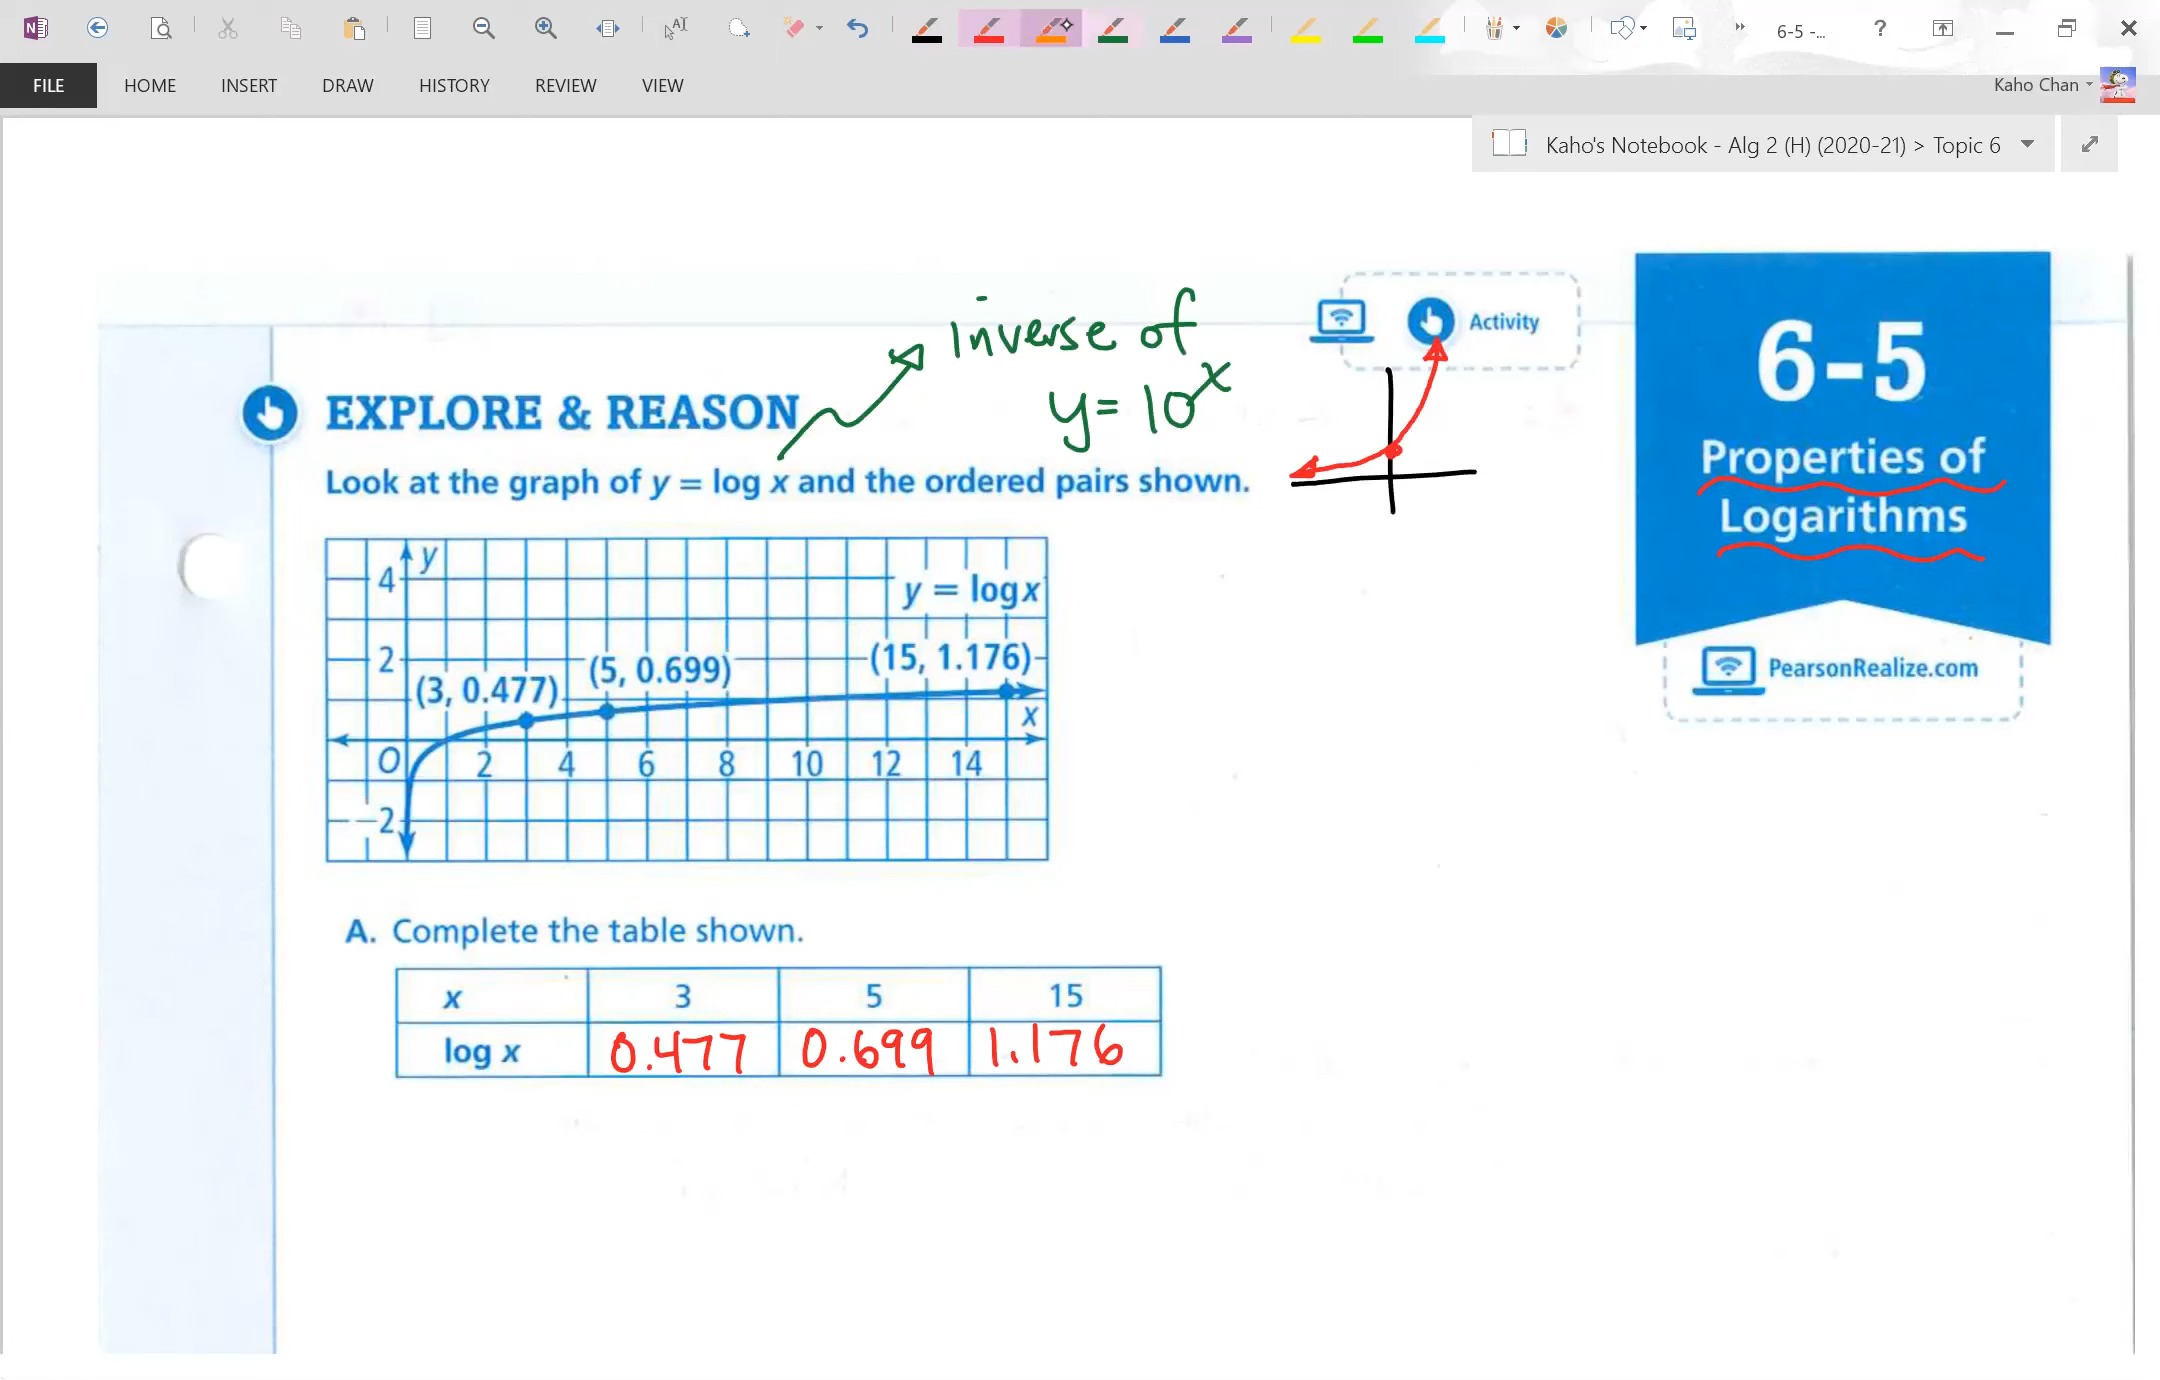 6-5 -...
FILE HOME INSERT DRAW HISTORY REVIEW VIEW
Kaho Chan
Kaho's Notebook - Alg 2 (H) (2020-21) > Topic 6
inverse of
y = 10^x
Activity
6-5
Properties of
Logarithms
PearsonRealize.com
EXPLORE & REASON
Look at the graph of y = log x and the ordered pairs shown.
y
4
y = log x
2
(3, 0.477)
(5, 0.699)
(15, 1.176)
x
O 2 4 6 8 10 12 14
−2
A. Complete the table shown.
x 3 5 15
log x 0.477 0.699 1.176